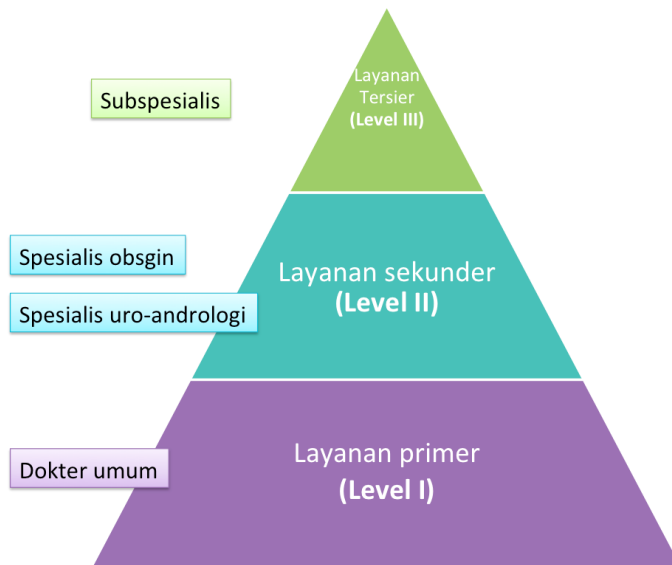 Subspesialis
Layanan
Tersier
(Level III)
Spesialis obsgin
Spesialis uro-andrologi
Layanan sekunder
(Level II)
Dokter umum
Layanan primer
(Level I)